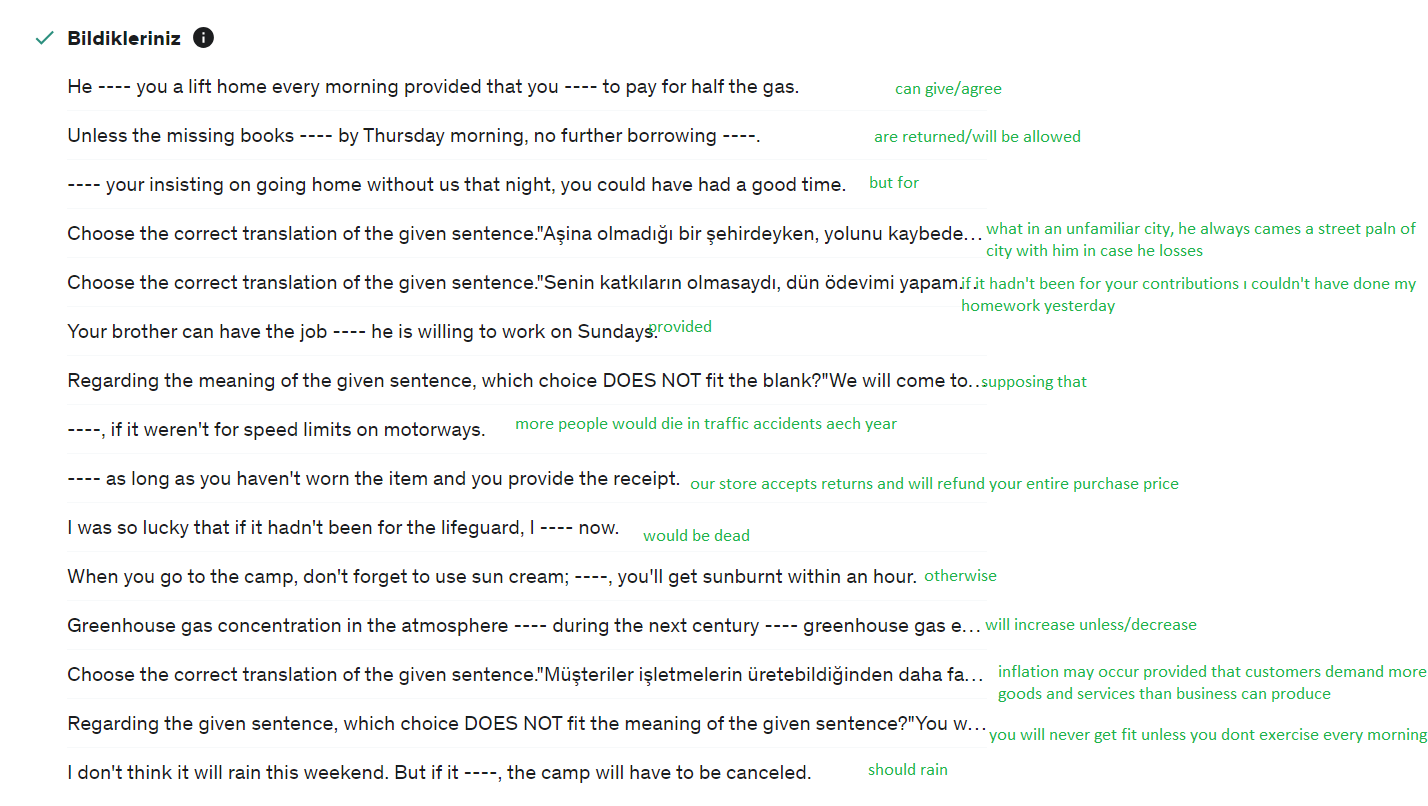 Bildikleriniz
He ---- you a lift home every morning provided that you ---- to pay for half the gas. can give/agree
Unless the missing books ---- by Thursday morning, no further borrowing ----. are returned/will be allowed
---- your insisting on going home without us that night, you could have had a good time. but for
Choose the correct translation of the given sentence."Aşina olmadığı bir şehirdeyken, yolunu kaybede... what in an unfamiliar city, he always cames a street paln of
city with him in case he losses
Choose the correct translation of the given sentence."Senin katkıların olmasaydı, dün ödevimi yapam... if it hadn't been for your contributions ı couldn't have done my
homework yesterday
Your brother can have the job ---- he is willing to work on Sundays. provided
Regarding the meaning of the given sentence, which choice DOES NOT fit the blank?"We will come to... supposing that
----, if it weren't for speed limits on motorways. more people would die in traffic accidents aech year
---- as long as you haven't worn the item and you provide the receipt. our store accepts returns and will refund your entire purchase price
I was so lucky that if it hadn't been for the lifeguard, I ---- now. would be dead
When you go to the camp, don't forget to use sun cream; ----, you'll get sunburnt within an hour. otherwise
Greenhouse gas concentration in the atmosphere ---- during the next century ---- greenhouse gas e... will increase unless/decrease
Choose the correct translation of the given sentence."Müşteriler işletmelerin üretebildiğinden daha fa... inflation may occur provided that customers demand more
goods and services than business can produce
Regarding the given sentence, which choice DOES NOT fit the meaning of the given sentence?"You w... you will never get fit unless you dont exercise every morning
I don't think it will rain this weekend. But if it ----, the camp will have to be canceled. should rain